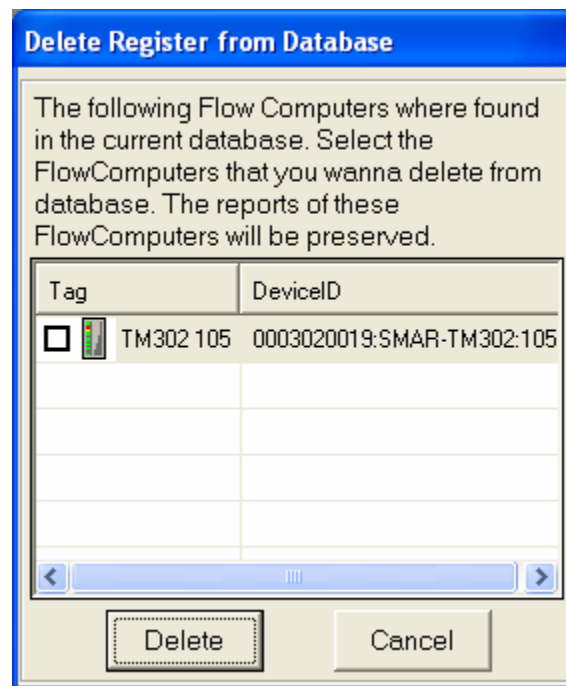 Delete Register from Database
The following Flow Computers where found
in the current database. Select the
FlowComputers that you wanna delete from
database. The reports of these
FlowComputers will be preserved.
Tag DeviceID
TM302 105 0003020019:SMAR-TM302:105
Delete Cancel